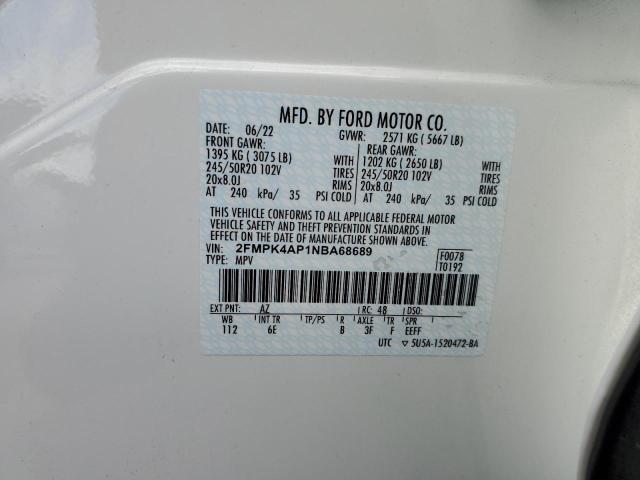 MFD. BY FORD MOTOR CO.
DATE: 06/22 GVWR: 2571 KG ( 5667 LB)
FRONT GAWR: REAR GAWR:
1395 KG ( 3075 LB) WITH 1202 KG ( 2650 LB) WITH
245/50R20 102V TIRES 245/50R20 102V TIRES
20x8.0J RIMS 20x8.0J RIMS
AT 240 kPa/ 35 PSI COLD AT 240 kPa/ 35 PSI COLD
THIS VEHICLE CONFORMS TO ALL APPLICABLE FEDERAL MOTOR
VEHICLE SAFETY AND THEFT PREVENTION STANDARDS IN
EFFECT ON THE DATE OF MANUFACTURE SHOWN ABOVE.
VIN: 2FMPK4AP1NBA68689 F0078
TYPE: MPV T0192
EXT PNT: AZ RC: 48 DSO:
WB INT TR TP/PS R AXLE TR SPR
112 6E B 3F F EEFF
UTC ▽ 5U5A-1520472-BA